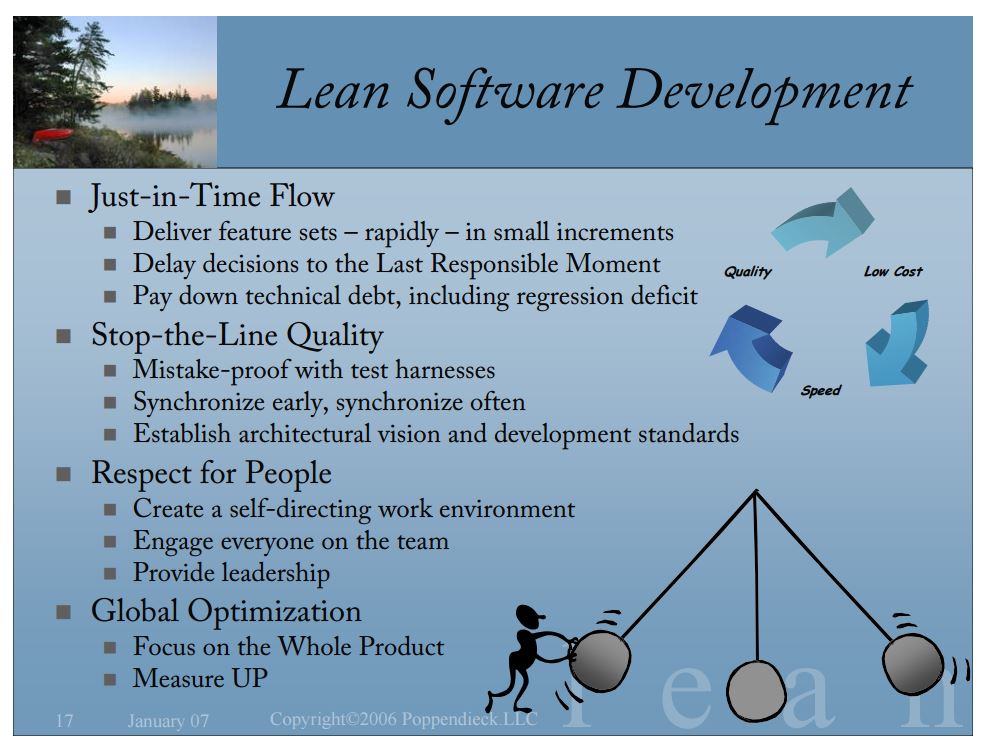 Lean Software Development
Just-in-Time Flow
Deliver feature sets – rapidly – in small increments
Delay decisions to the Last Responsible Moment
Pay down technical debt, including regression deficit
Quality
Low Cost
Speed
Stop-the-Line Quality
Mistake-proof with test harnesses
Synchronize early, synchronize often
Establish architectural vision and development standards
Respect for People
Create a self-directing work environment
Engage everyone on the team
Provide leadership
Global Optimization
Focus on the Whole Product
Measure UP
17 January 07 Copyright©2006 Poppendieck.LLC
l e a n